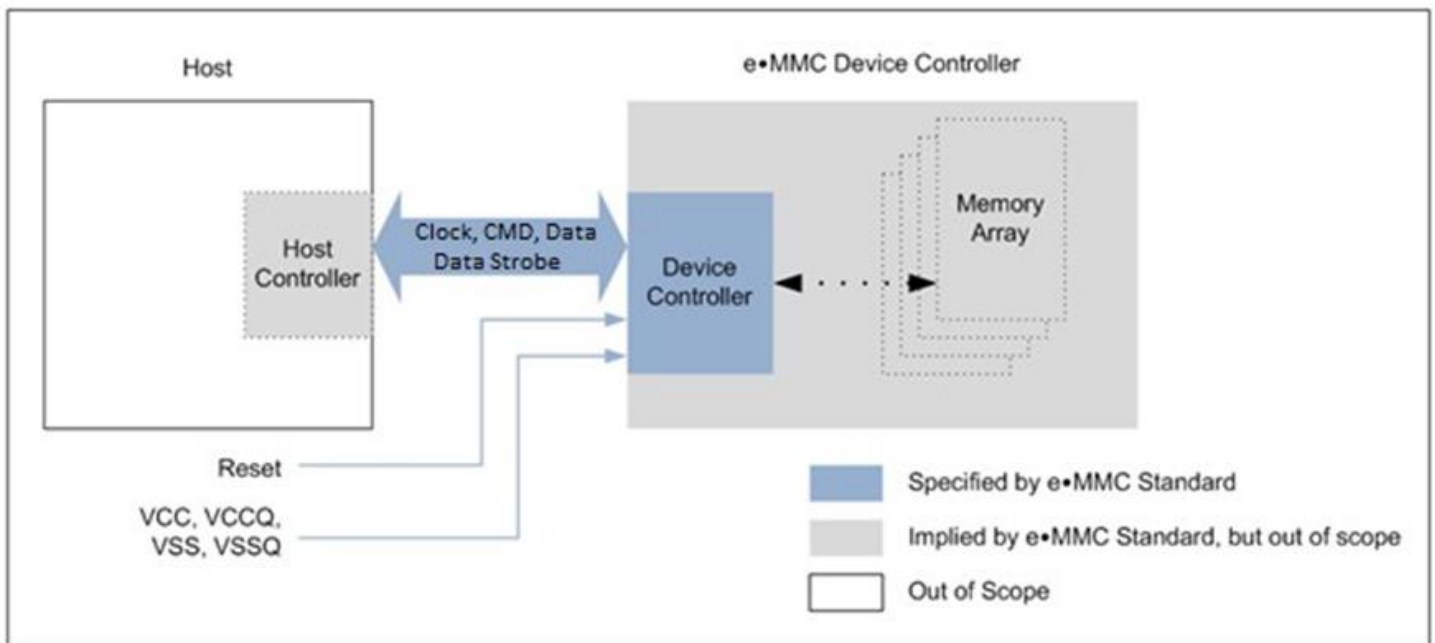 Host
e•MMC Device Controller
Host
Controller
Clock, CMD, Data
Data Strobe
Device
Controller
Memory
Array
Reset
VCC, VCCQ,
VSS, VSSQ
Specified by e•MMC Standard
Implied by e•MMC Standard, but out of scope
Out of Scope